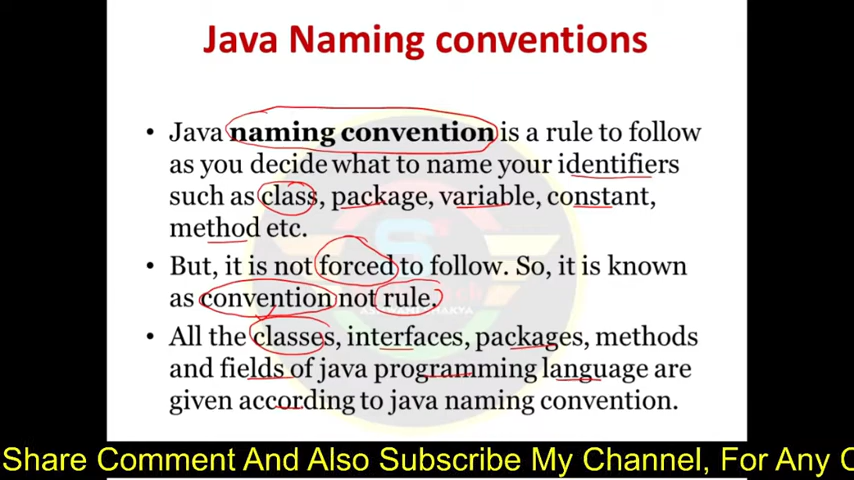 Java Naming conventions
• Java naming convention is a rule to follow
as you decide what to name your identifiers
such as class, package, variable, constant,
method etc.
• But, it is not forced to follow. So, it is known
as convention not rule.
• All the classes, interfaces, packages, methods
and fields of java programming language are
given according to java naming convention.
Share Comment And Also Subscribe My Channel, For Any